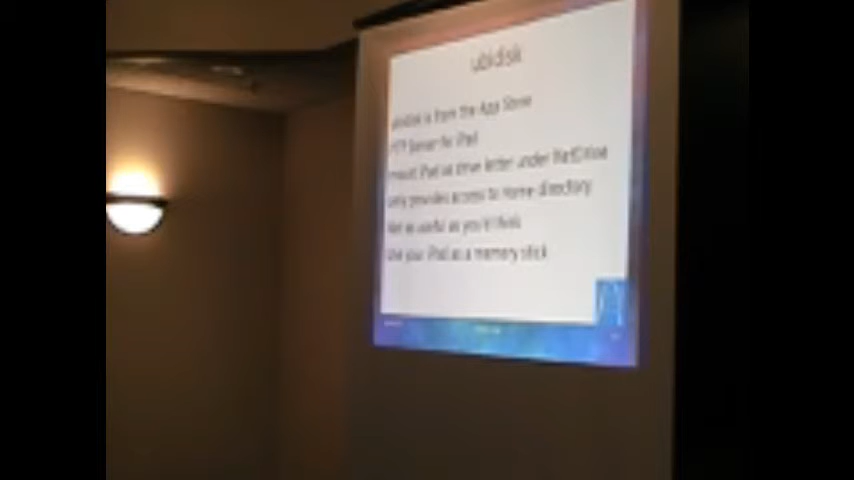 ubidisk
ubidisk is from the App Store
FTP Server for iPad
mount iPad as drive letter under NetDrive
only provides access to Home directory
Not as useful as you'd think
Use your iPad as a memory stick